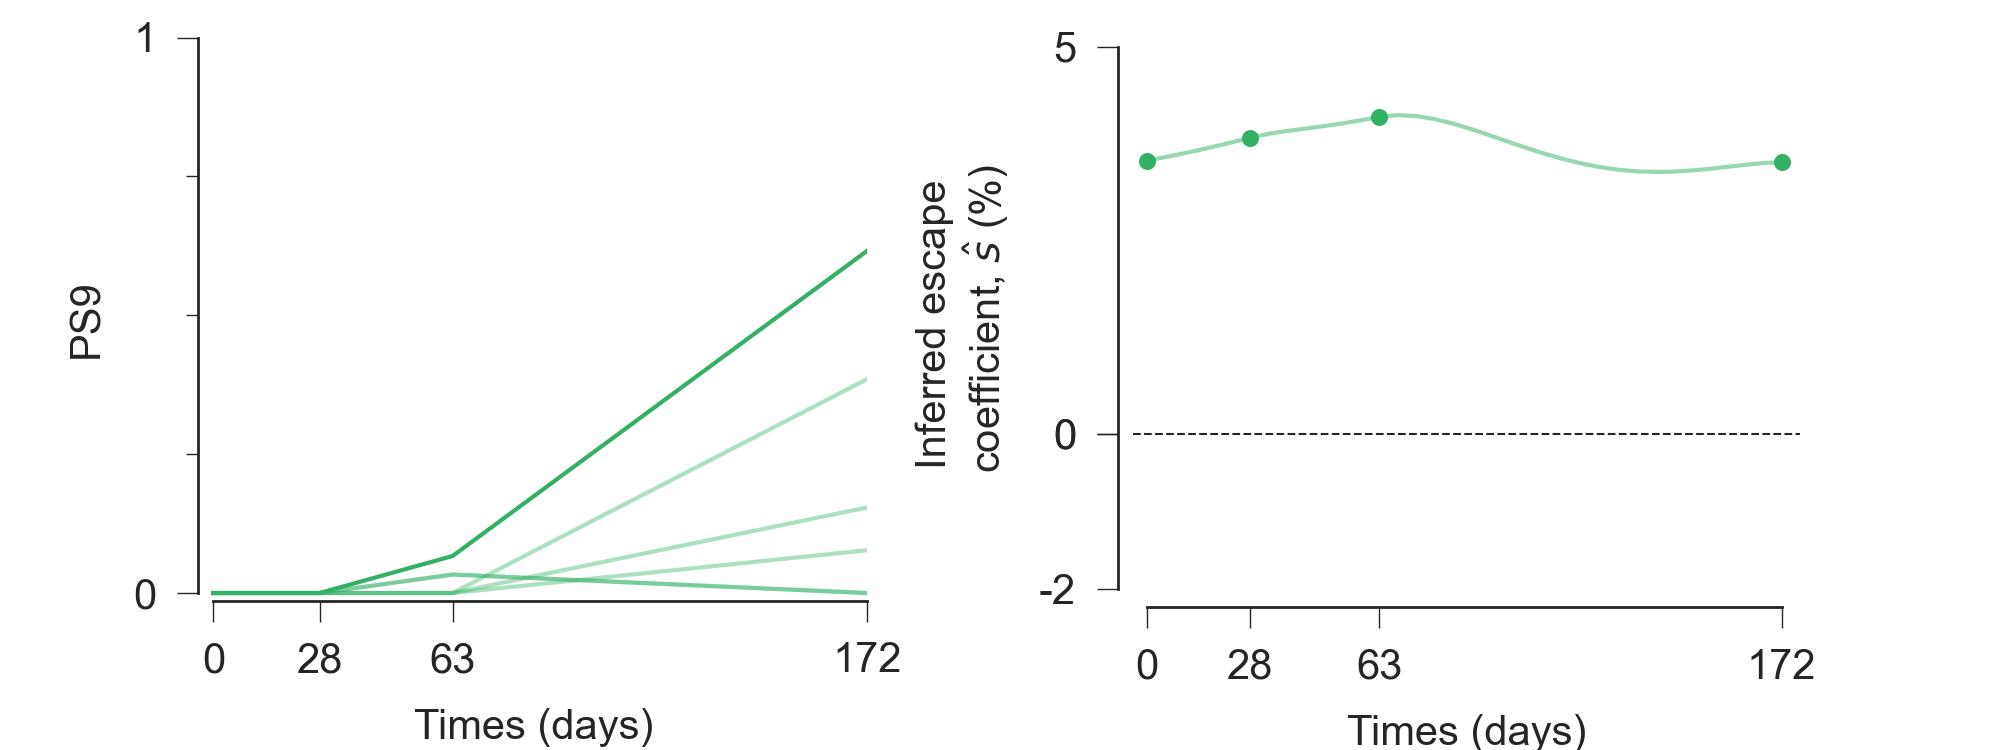 1
0
PS9
0 28 63 172
Times (days)
5
0
-2
Inferred escape
coefficient, ŝ (%)
0 28 63 172
Times (days)